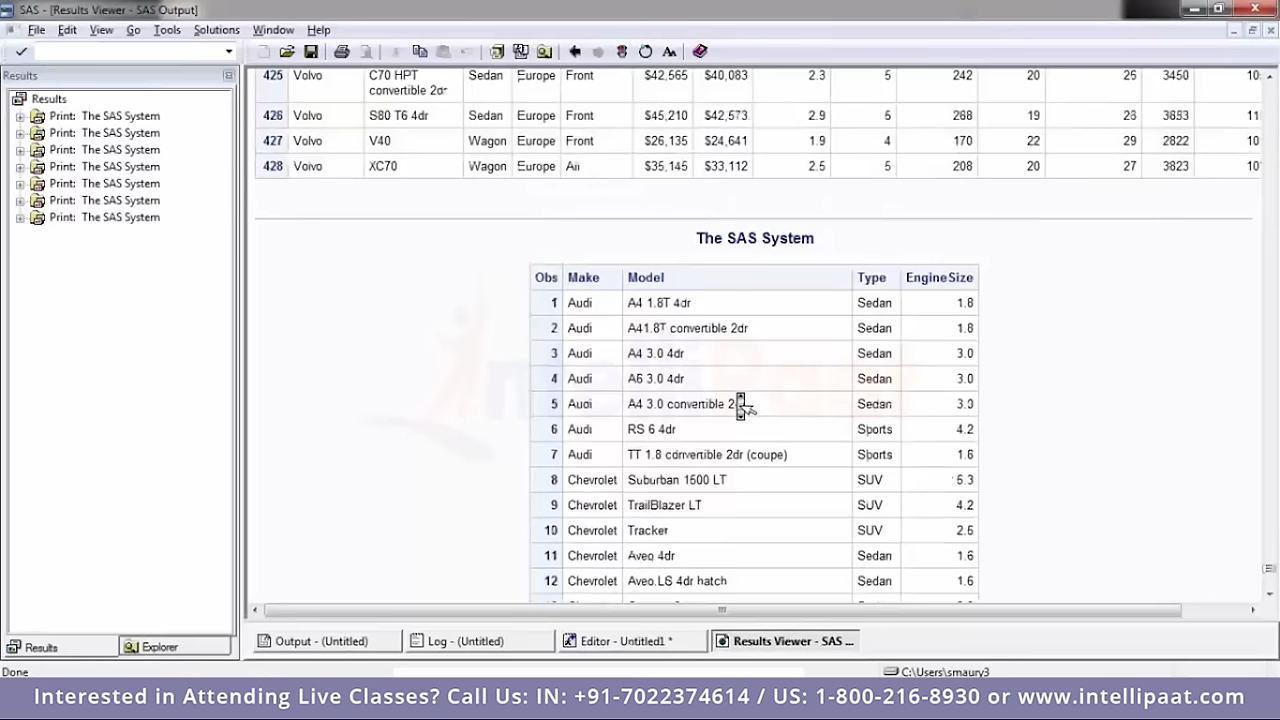 SAS - [Results Viewer - SAS Output]
File Edit View Go Tools Solutions Window Help
Results
Results
Print: The SAS System
Print: The SAS System
Print: The SAS System
Print: The SAS System
Print: The SAS System
Print: The SAS System
Print: The SAS System
Results Explorer
425 Volvo C70 HPT convertible 2dr Sedan Europe Front $42,565 $40,083 2.3 5 242 20 26 3450
426 Volvo S80 T6 4dr Sedan Europe Front $45,210 $42,573 2.9 5 268 19 26 3653 11
427 Volvo V40 Wagon Europe Front $26,135 $24,641 1.9 4 170 22 29 2822 10
428 Volvo XC70 Wagon Europe All $35,145 $33,112 2.5 5 208 20 27 3823 10
The SAS System
Obs Make Model Type EngineSize
1 Audi A4 1.8T 4dr Sedan 1.8
2 Audi A41.8T convertible 2dr Sedan 1.8
3 Audi A4 3.0 4dr Sedan 3.0
4 Audi A6 3.0 4dr Sedan 3.0
5 Audi A4 3.0 convertible Sedan 3.0
6 Audi RS 6 4dr Sports 4.2
7 Audi TT 1.8 convertible 2dr (coupe) Sports 1.8
8 Chevrolet Suburban 1500 LT SUV 5.3
9 Chevrolet TrailBlazer LT SUV 4.2
10 Chevrolet Tracker SUV 2.5
11 Chevrolet Aveo 4dr Sedan 1.6
12 Chevrolet Aveo LS 4dr hatch Sedan 1.6
Output - (Untitled) Log - (Untitled) Editor - Untitled1 * Results Viewer - SAS ...
Done C:\Users\smaury3
Interested in Attending Live Classes? Call Us: IN: +91-7022374614 / US: 1-800-216-8930 or www.intellipaat.com